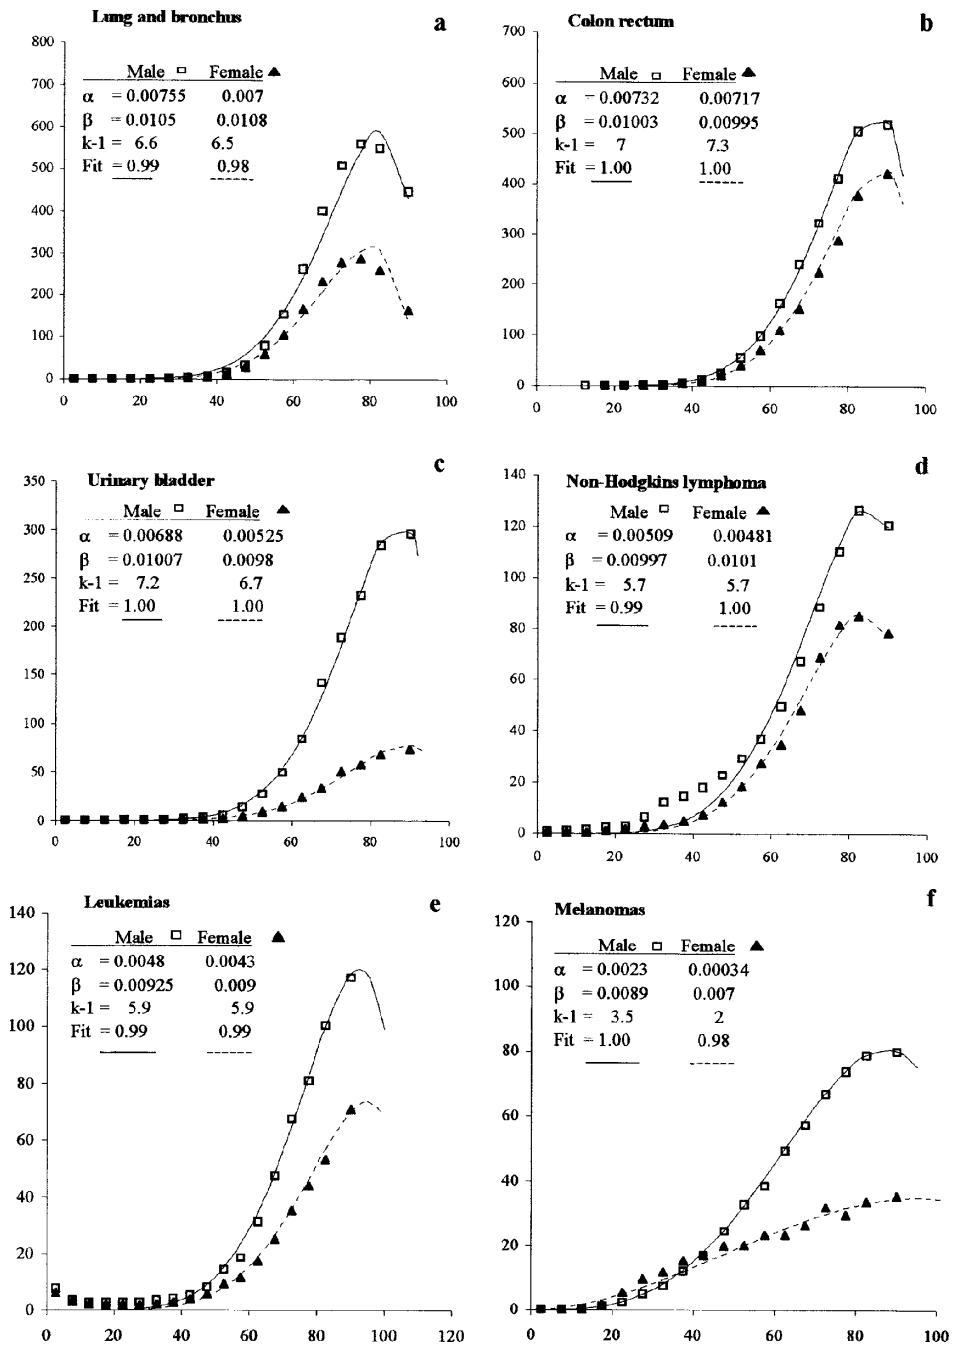 Lung and bronchus
a
800
700
600
500
400
300
200
100
0
Male Female
α = 0.00755 0.007
β = 0.0105 0.0108
k-1 = 6.6 6.5
Fit = 0.99 0.98
0 20 40 60 80 100
Colon rectum
b
700
600
500
400
300
200
100
0
Male Female
α = 0.00732 0.00717
β = 0.01003 0.00995
k-1 = 7 7.3
Fit = 1.00 1.00
0 20 40 60 80 100
Urinary bladder
c
350
300
250
200
150
100
50
0
Male Female
α = 0.00688 0.00525
β = 0.01007 0.0098
k-1 = 7.2 6.7
Fit = 1.00 1.00
0 20 40 60 80 100
Non-Hodgkins lymphoma
d
140
120
100
80
60
40
20
0
Male Female
α = 0.00509 0.00481
β = 0.00997 0.0101
k-1 = 5.7 5.7
Fit = 0.99 1.00
0 20 40 60 80 100
Leukemias
e
140
120
100
80
60
40
20
0
Male Female
α = 0.0048 0.0043
β = 0.00925 0.009
k-1 = 5.9 5.9
Fit = 0.99 0.99
0 20 40 60 80 100 120
Melanomas
f
120
100
80
60
40
20
0
Male Female
α = 0.0023 0.00034
β = 0.0089 0.007
k-1 = 3.5 2
Fit = 1.00 0.98
0 20 40 60 80 100